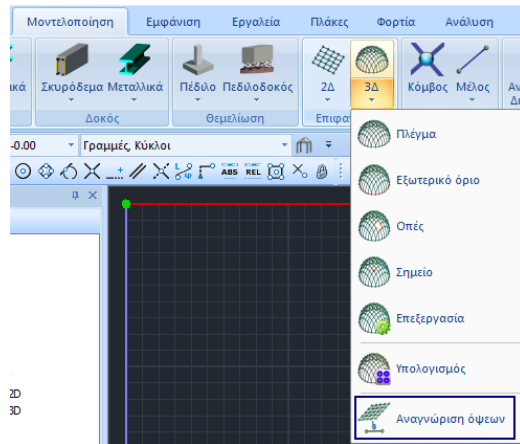 Μοντελοποίηση Εμφάνιση Εργαλεία Πλάκες Φορτία Ανάλυση
Σκυρόδεμα Μεταλλικά Πέδιλο Πεδιλοδοκός 2Δ 3Δ Κόμβος Μέλος
Δοκός Θεμελίωση
-0.00 Γραμμές, Κύκλοι
ABS REL
Πλέγμα
Εξωτερικό όριο
Οπές
Σημείο
Επεξεργασία
Υπολογισμός
Αναγνώριση όψεων
2D
3D